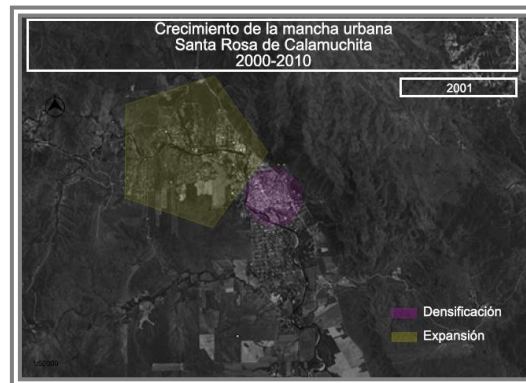 Crecimiento de la mancha urbana
Santa Rosa de Calamuchita
2000-2010
2001
Densificación
Expansión